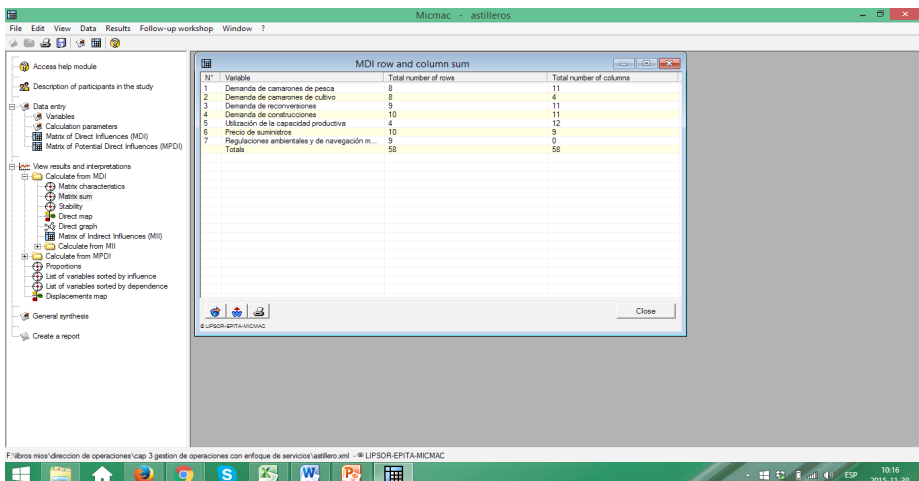 Micmac - astilleros
File Edit View Data Results Follow-up workshop Window ?
Access help module
Description of participants in the study
Data entry
Variables
Calculation parameters
Matrix of Direct Influences (MDI)
Matrix of Potential Direct Influences (MPDI)
View results and interpretations
Calculate from MDI
Matrix characteristics
Matrix sum
Stability
Direct map
Direct graph
Matrix of Indirect Influences (MII)
Calculate from MII
Calculate from MPDI
Proportions
List of variables sorted by influence
List of variables sorted by dependence
Displacements map
General synthesis
Create a report
MDI row and column sum
N° Variable Total number of rows Total number of columns
1 Demanda de camarones de pesca 8 11
2 Demanda de camarones de cultivo 8 4
3 Demanda de reconversiones 9 11
4 Demanda de construcciones 10 11
5 Utilización de la capacidad productiva 4 12
6 Precio de suministros 10 9
7 Regulaciones ambientales y de navegación m... 9 0
Totals 58 58
Close
© LIPSOR-EPITA-MICMAC
F:\libros mios\direccion de operaciones\cap 3 gestion de operaciones con enfoque de servicios\astillero.xml - © LIPSOR-EPITA-MICMAC
ESP
10:16
2015-11-30